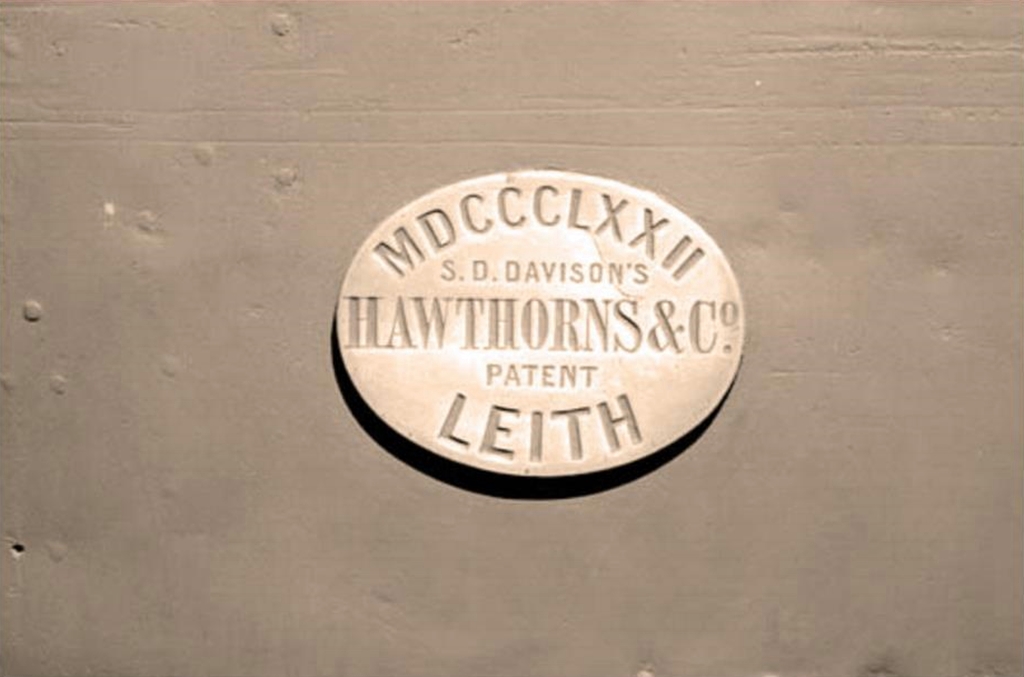 MDCCCLXXII
S.D. DAVISON'S
HAWTHORNS & Cº.
PATENT
LEITH